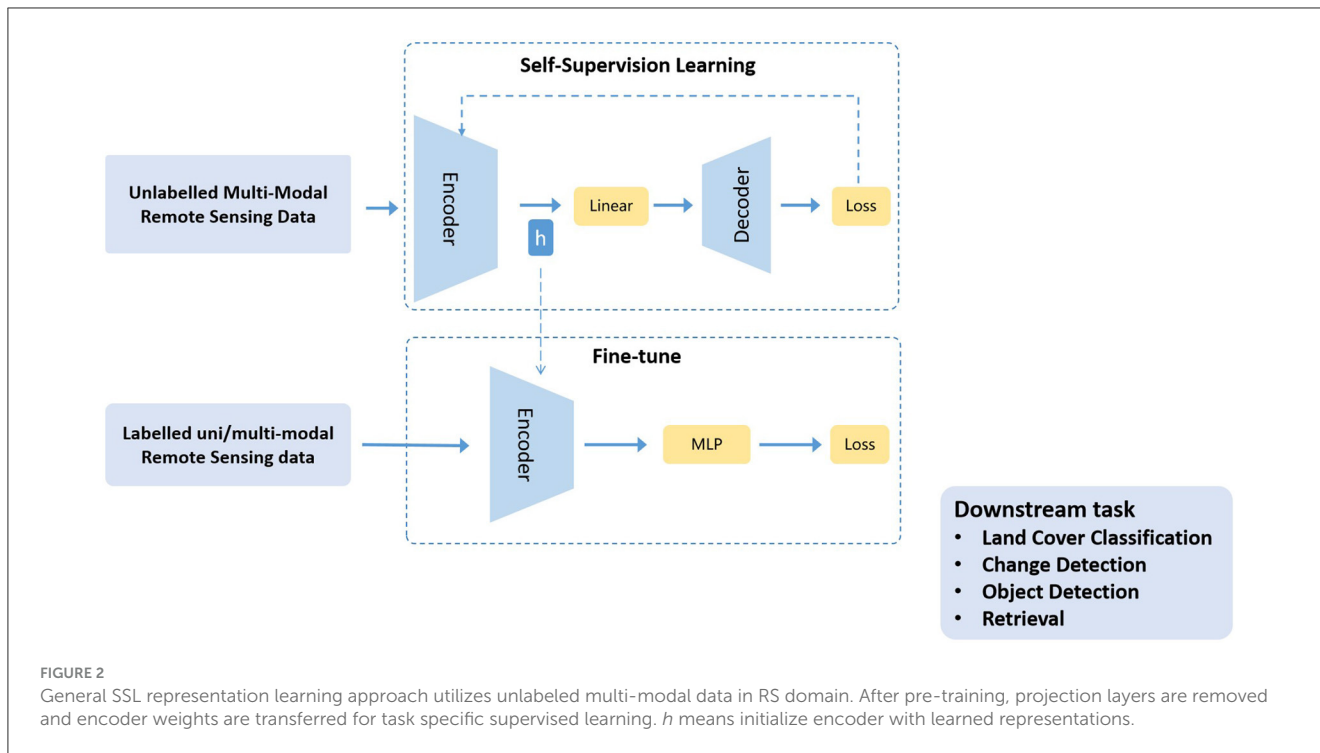 Self-Supervision Learning
Unlabelled Multi-Modal
Remote Sensing Data
Encoder
h
Linear
Decoder
Loss
Fine-tune
Labelled uni/multi-modal
Remote Sensing data
Encoder
MLP
Loss
Downstream task
• Land Cover Classification
• Change Detection
• Object Detection
• Retrieval
FIGURE 2
General SSL representation learning approach utilizes unlabeled multi-modal data in RS domain. After pre-training, projection layers are removed
and encoder weights are transferred for task specific supervised learning. h means initialize encoder with learned representations.